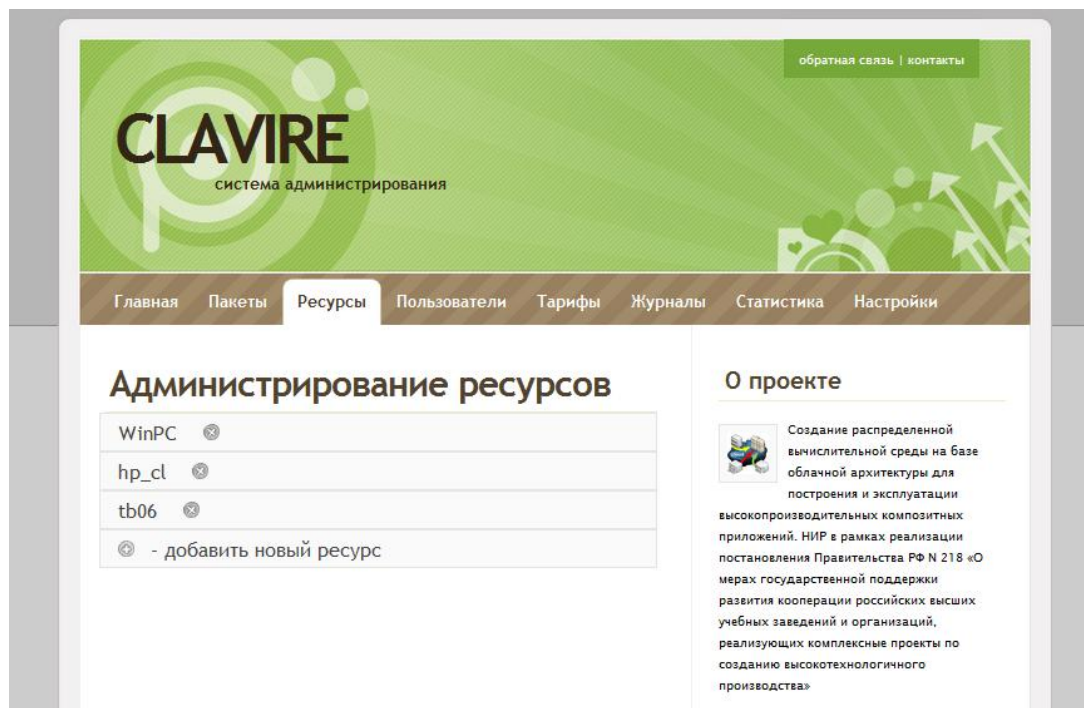 обратная связь | контакты
CLAVIRE
система администрирования
Главная Пакеты Ресурсы Пользователи Тарифы Журналы Статистика Настройки
Администрирование ресурсов
WinPC
hp_cl
tb06
- добавить новый ресурс
О проекте
Создание распределенной
вычислительной среды на базе
облачной архитектуры для
построения и эксплуатации
высокопроизводительных композитных
приложений. НИР в рамках реализации
постановления Правительства РФ N 218 «О
мерах государственной поддержки
развития кооперации российских высших
учебных заведений и организаций,
реализующих комплексные проекты по
созданию высокотехнологичного
производства»